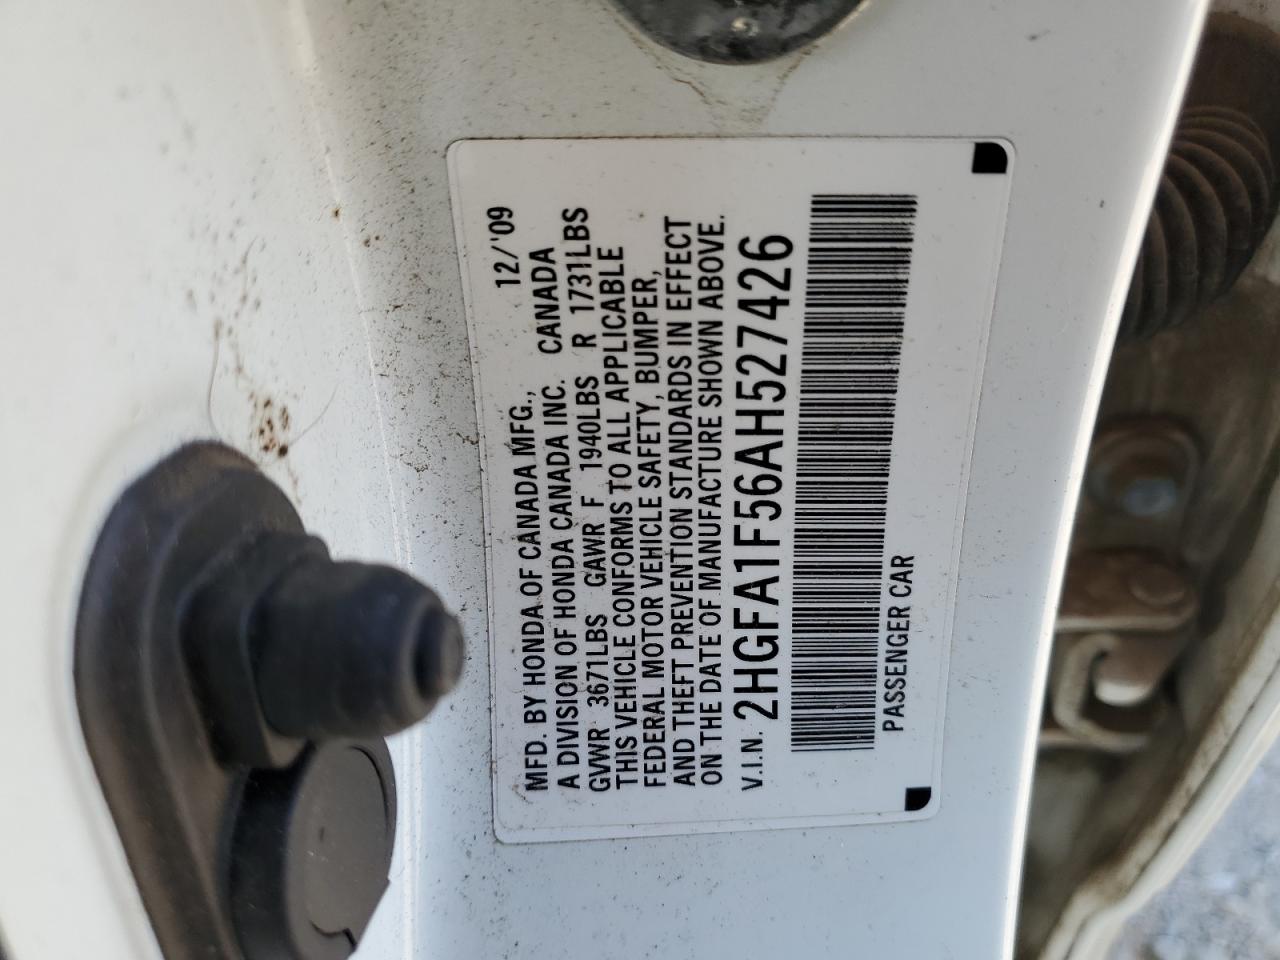 MFD. BY HONDA OF CANADA MFG., 12/'09
A DIVISION OF HONDA CANADA INC. CANADA
GVWR 3671LBS GAWR F 1940LBS R 1731LBS
THIS VEHICLE CONFORMS TO ALL APPLICABLE
FEDERAL MOTOR VEHICLE SAFETY, BUMPER,
AND THEFT PREVENTION STANDARDS IN EFFECT
ON THE DATE OF MANUFACTURE SHOWN ABOVE.
V.I.N. 2HGFA1F56AH527426
PASSENGER CAR